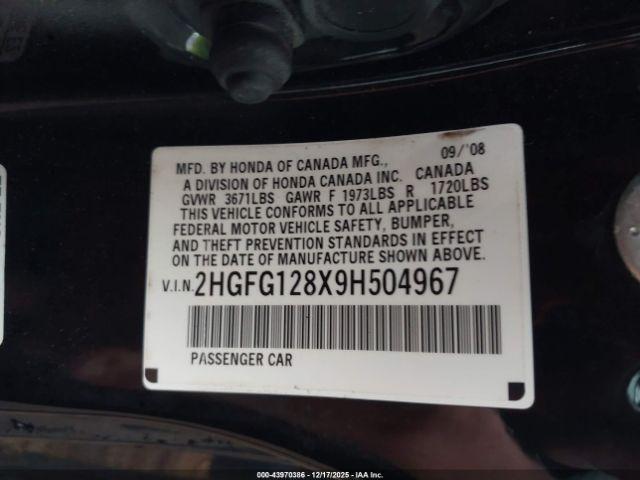 09/'08
MFD. BY HONDA OF CANADA MFG.,
A DIVISION OF HONDA CANADA INC. CANADA
GVWR 3671LBS GAWR F 1973LBS R 1720LBS
THIS VEHICLE CONFORMS TO ALL APPLICABLE
FEDERAL MOTOR VEHICLE SAFETY, BUMPER,
AND THEFT PREVENTION STANDARDS IN EFFECT
ON THE DATE OF MANUFACTURE SHOWN ABOVE.
V.I.N. 2HGFG128X9H504967
PASSENGER CAR
000-43970386 - 12/17/2025 - IAA Inc.